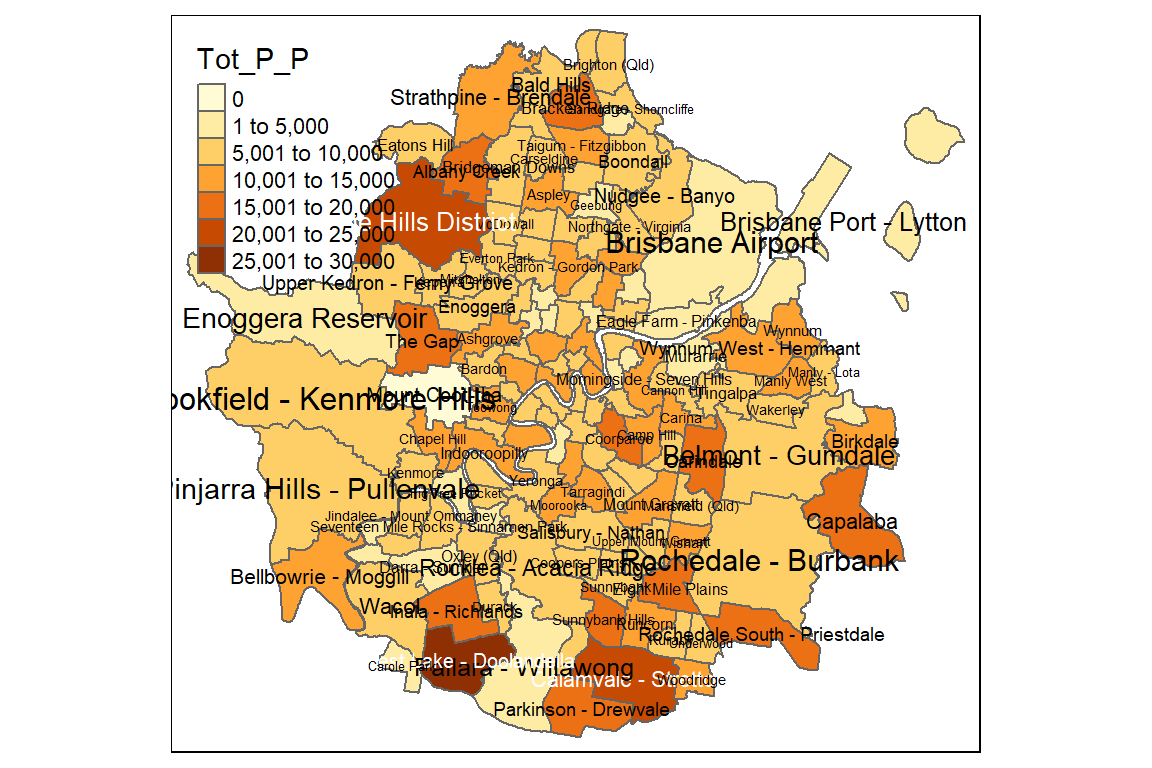 Tot_P_P
0
1 to 5,000
5,001 to 10,000
10,001 to 15,000
15,001 to 20,000
20,001 to 25,000
25,001 to 30,000
Brighton (Qld)
Bald Hills
Strathpine - Brendale
Bracken Ridge
Shorncliffe
Eatons Hill
Taigum - Fitzgibbon
Carseldine
Boondall
Bridgeman Downs
Albany Creek
Aspley
Nudgee - Banyo
Geebung
Hills District
Northgate - Virginia
Brisbane Port - Lytton
Brisbane Airport
Everton Park
Kedron - Gordon Park
Upper Kedron - Ferny Grove
Enoggera
Enoggera Reservoir
Eagle Farm - Pinkenba
Wynnum
The Gap
Ashgrove
Wynnum West - Hemmant
Murarrie
Bardon
Manly - Lota
Morningside - Seven Hills
Manly West
Cannon Hill
Tingalpa
Mount Coot-tha
ookfield - Kenmore Hills
Toowong
Wakerley
Carina
Chapel Hill
Coorparoo
Camp Hill
Birkdale
Indooroopilly
Belmont - Gumdale
Carindale
Kenmore
Yeronga
Pinjarra Hills - Pullenvale
Tarragindi
Moorooka
Mount Gravatt
Mansfield (Qld)
Jindalee - Mount Ommaney
Seventeen Mile Rocks - Sinnamon Park
Capalaba
Salisbury - Nathan
Upper Mount Gravatt
Wishart
Oxley (Qld)
Rocklea - Acacia Ridge
Coopers Plains
Rochedale - Burbank
Darra - Sumner
Bellbowrie - Moggill
Sunnybank
Eight Mile Plains
Wacol
Inala - Richlands
Durack
Sunnybank Hills
Runcorn
Rochedale South - Priestdale
Kuraby
Underwood
Carole Park
Lake - Doolandella
Pallara - Willawong
Calamvale - Stretton
Woodridge
Parkinson - Drewvale